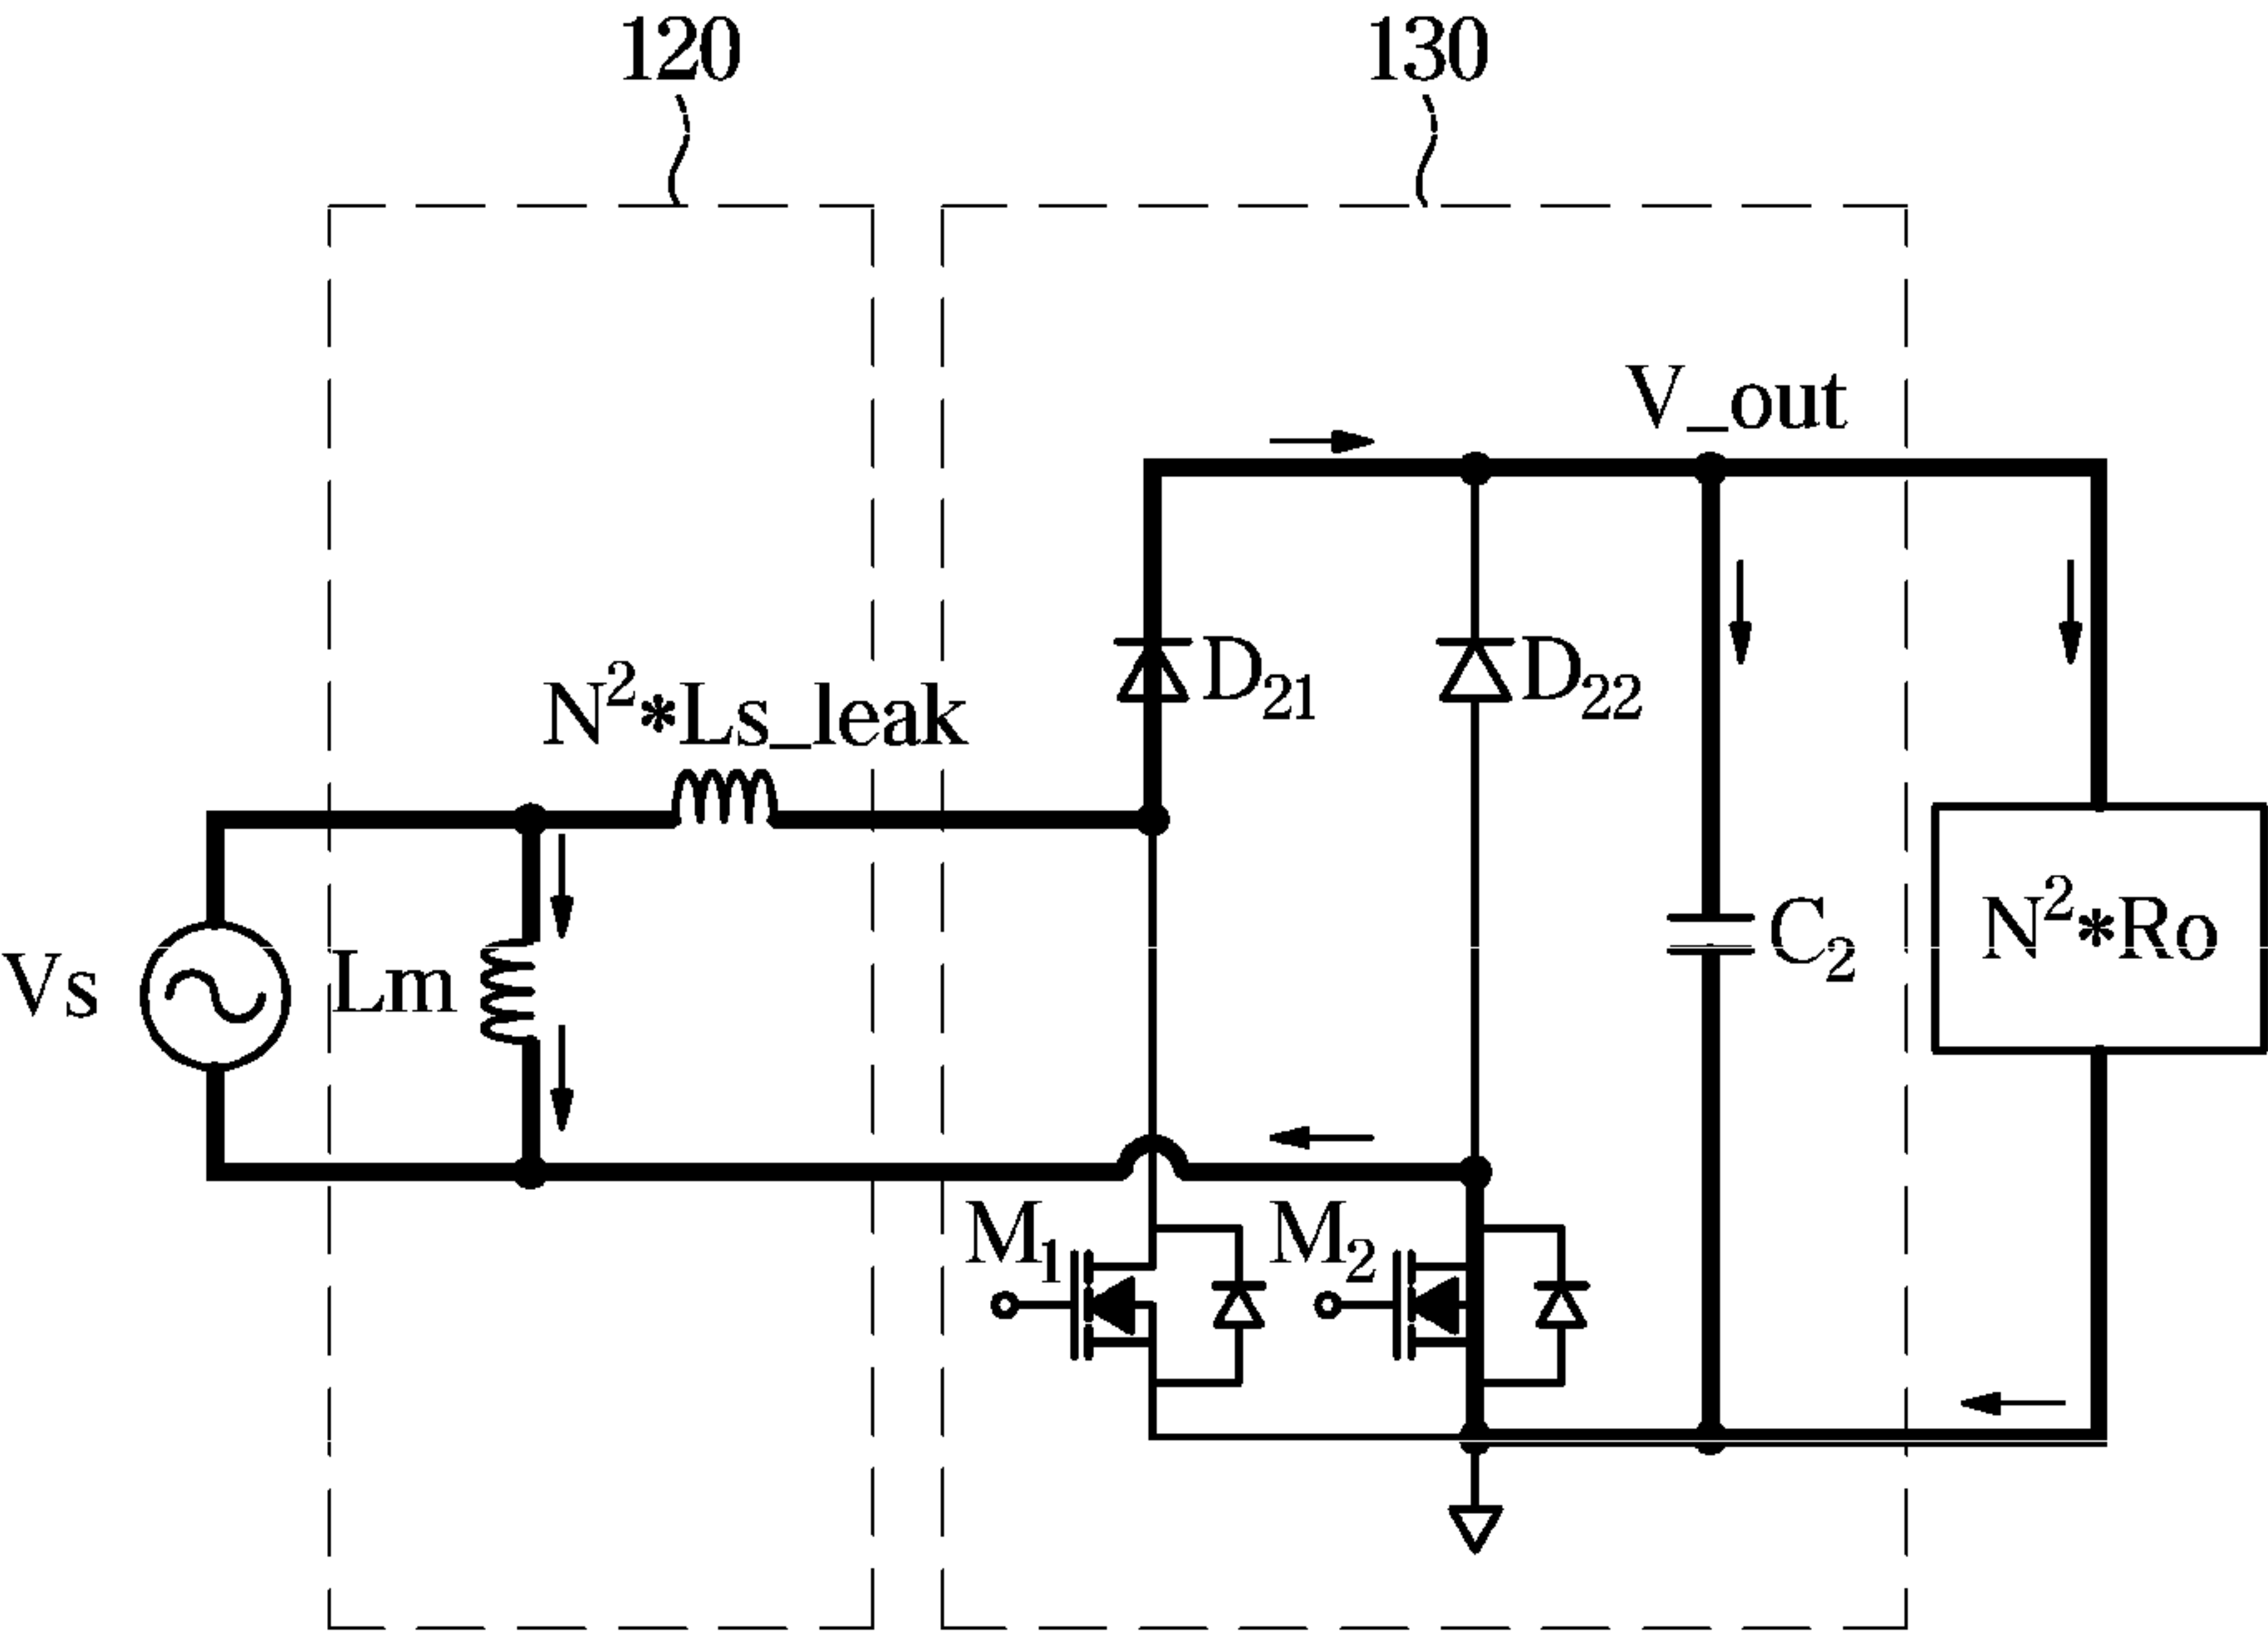 120
130
V_out
D21
D22
N²*Ls_leak
Vs
Lm
C2
N²*Ro
M1
M2